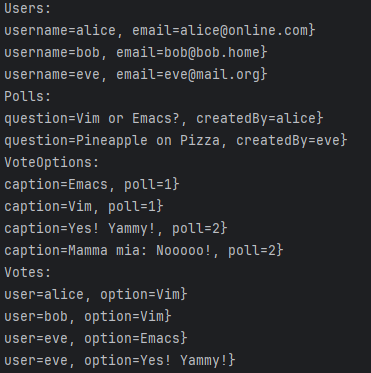 Users:
username=alice, email=alice@online.com}
username=bob, email=bob@bob.home}
username=eve, email=eve@mail.org}
Polls:
question=Vim or Emacs?, createdBy=alice}
question=Pineapple on Pizza, createdBy=eve}
VoteOptions:
caption=Emacs, poll=1}
caption=Vim, poll=1}
caption=Yes! Yammy!, poll=2}
caption=Mamma mia: Nooooo!, poll=2}
Votes:
user=alice, option=Vim}
user=bob, option=Vim}
user=eve, option=Emacs}
user=eve, option=Yes! Yammy!}